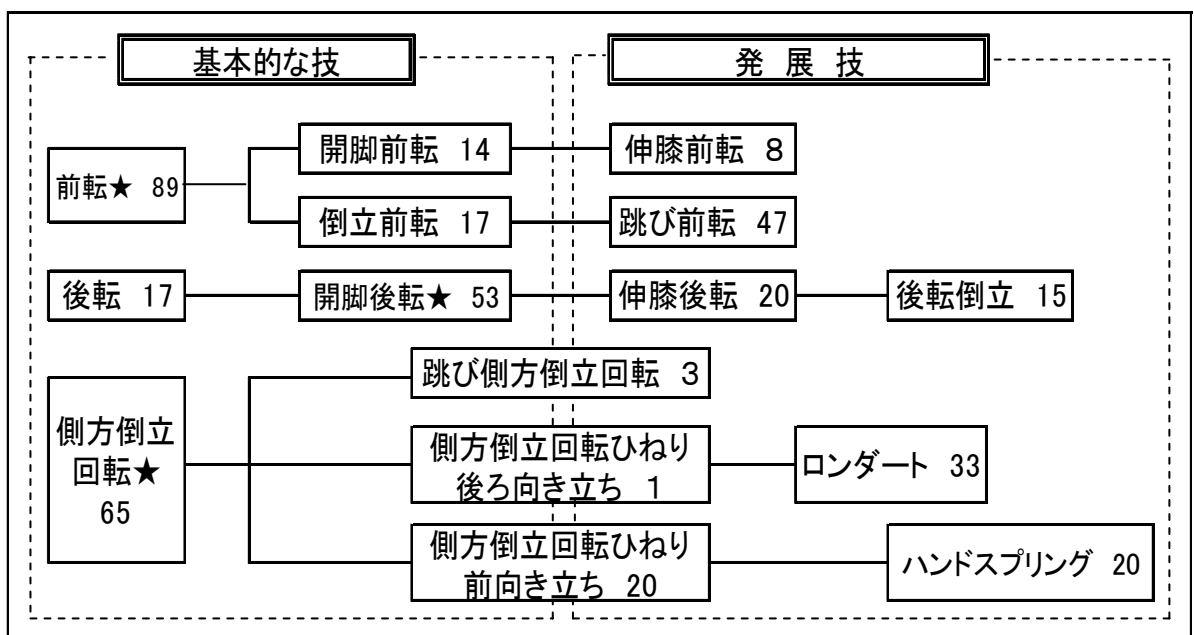 基本的な技
発 展 技
開脚前転 14
伸膝前転 8
前転★ 89
倒立前転 17
跳び前転 47
後転 17
開脚後転★ 53
伸膝後転 20
後転倒立 15
跳び側方倒立回転 3
側方倒立
回転★
65
側方倒立回転ひねり
後ろ向き立ち 1
ロンダート 33
側方倒立回転ひねり
前向き立ち 20
ハンドスプリング 20